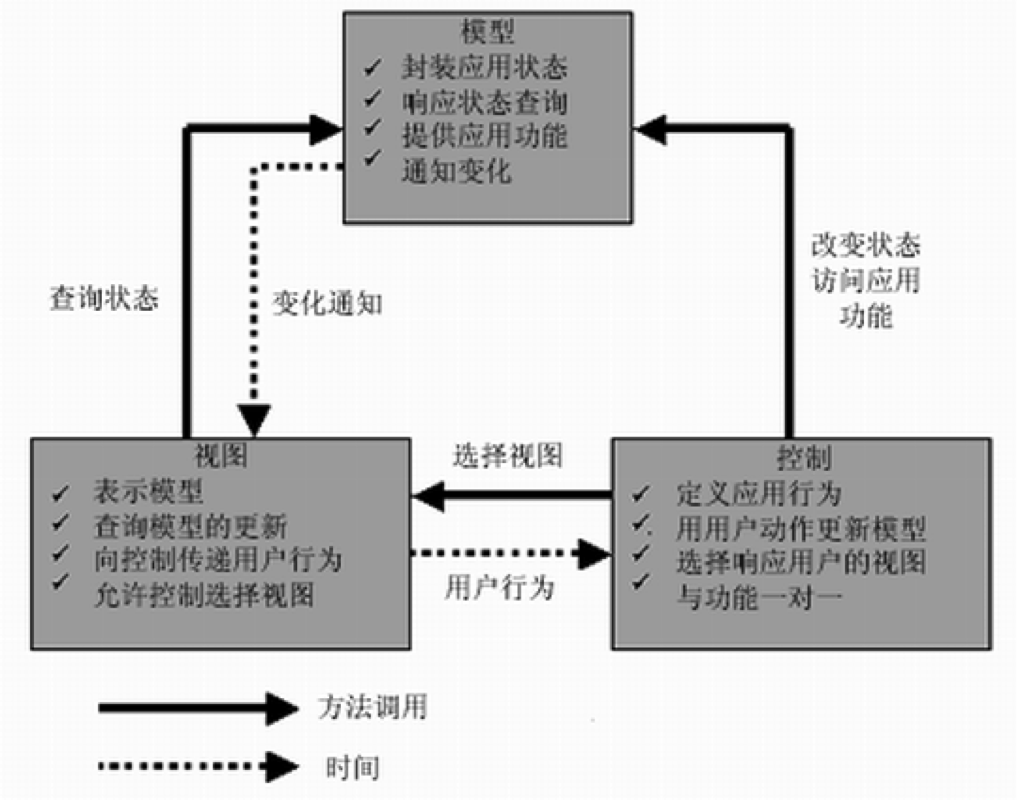 模型
封装应用状态
响应状态查询
提供应用功能
通知变化
查询状态
变化通知
改变状态
访问应用
功能
视图
表示模型
查询模型的更新
向控制传递用户行为
允许控制选择视图
选择视图
用户行为
控制
定义应用行为
用用户动作更新模型
选择响应用户的视图
与功能一对一
方法调用
时间